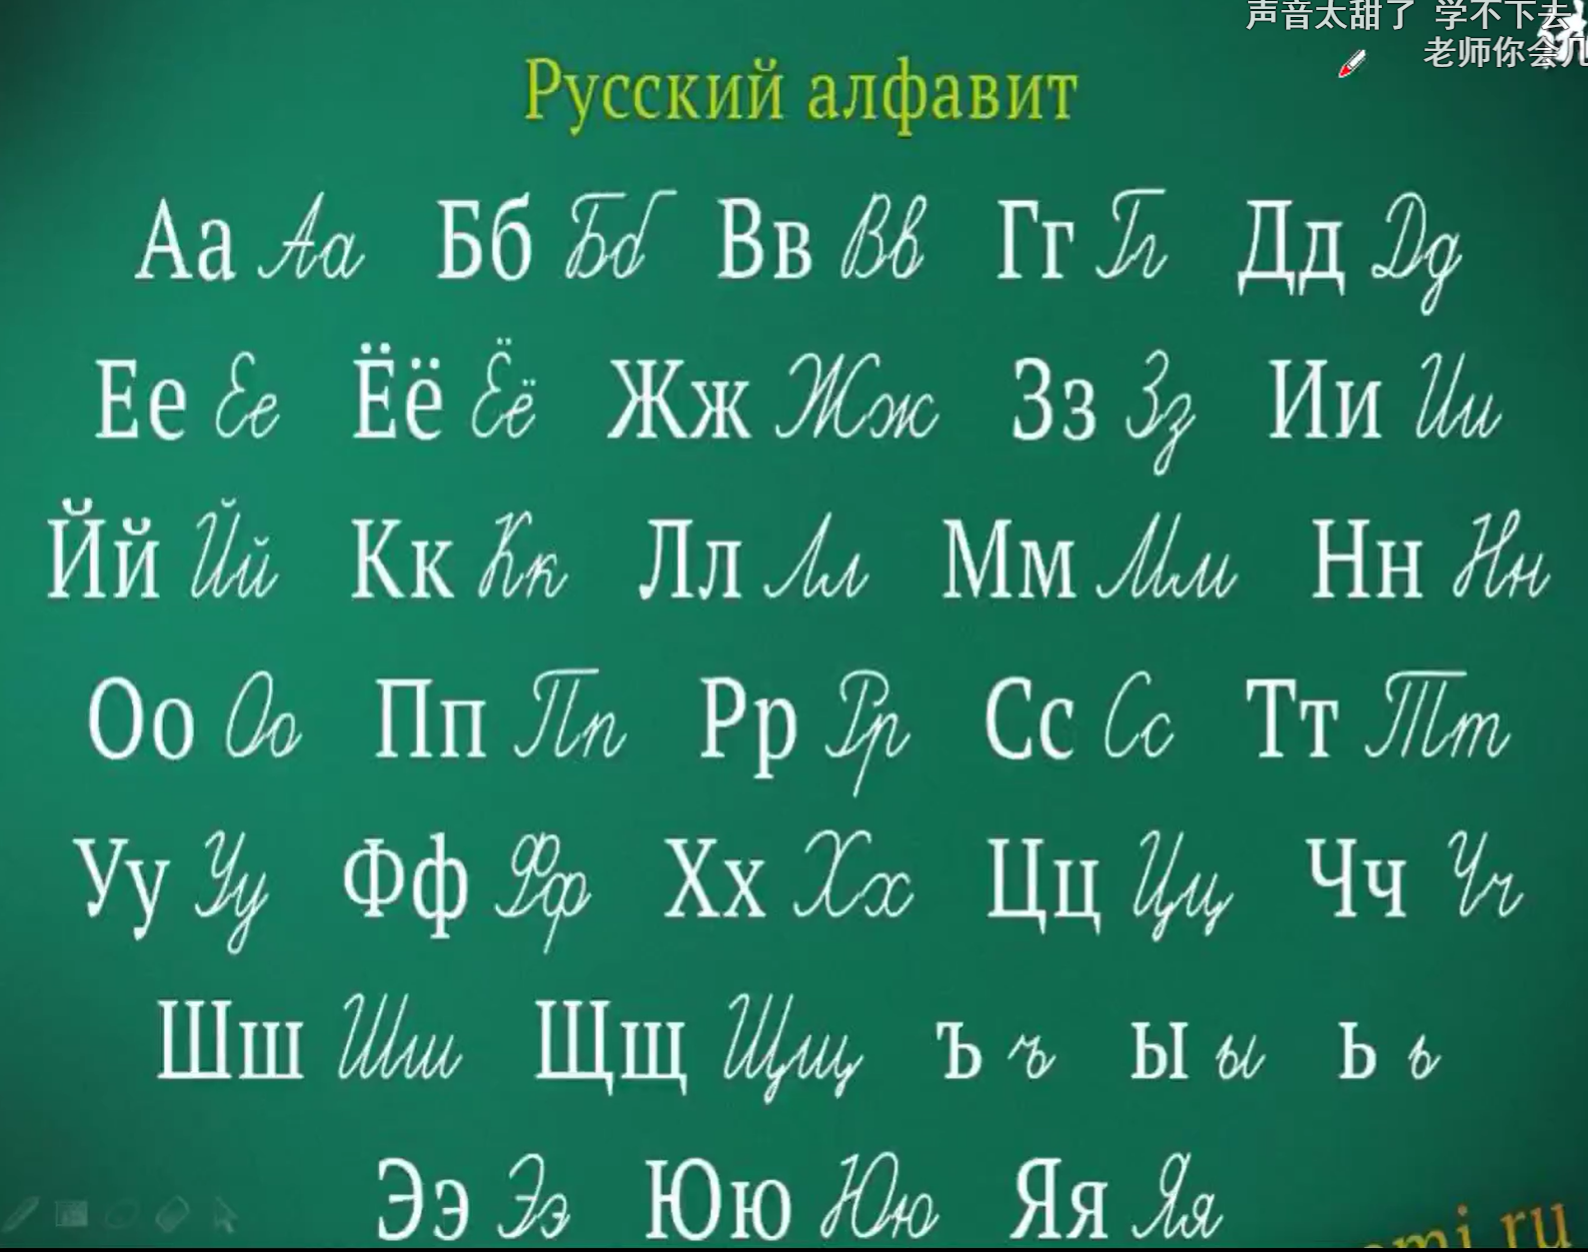 声音太甜了 学不下去
老师你会几
Русский алфавит
Аа Аа Бб Бб Вв Вв Гг Гг Дд Дд
Ее Ее Ёё Ёё Жж Жж Зз Зз Ии Ии
Йй Йй Кк Кк Лл Лл Мм Мм Нн Нн
Оо Оо Пп Пп Рр Рр Сс Сс Тт Тт
Уу Уу Фф Фф Хх Хх Цц Цц Чч Чч
Шш Шш Щщ Щщ ъ ъ ы ы ь ь
Ээ Ээ Юю Юю Яя Яя